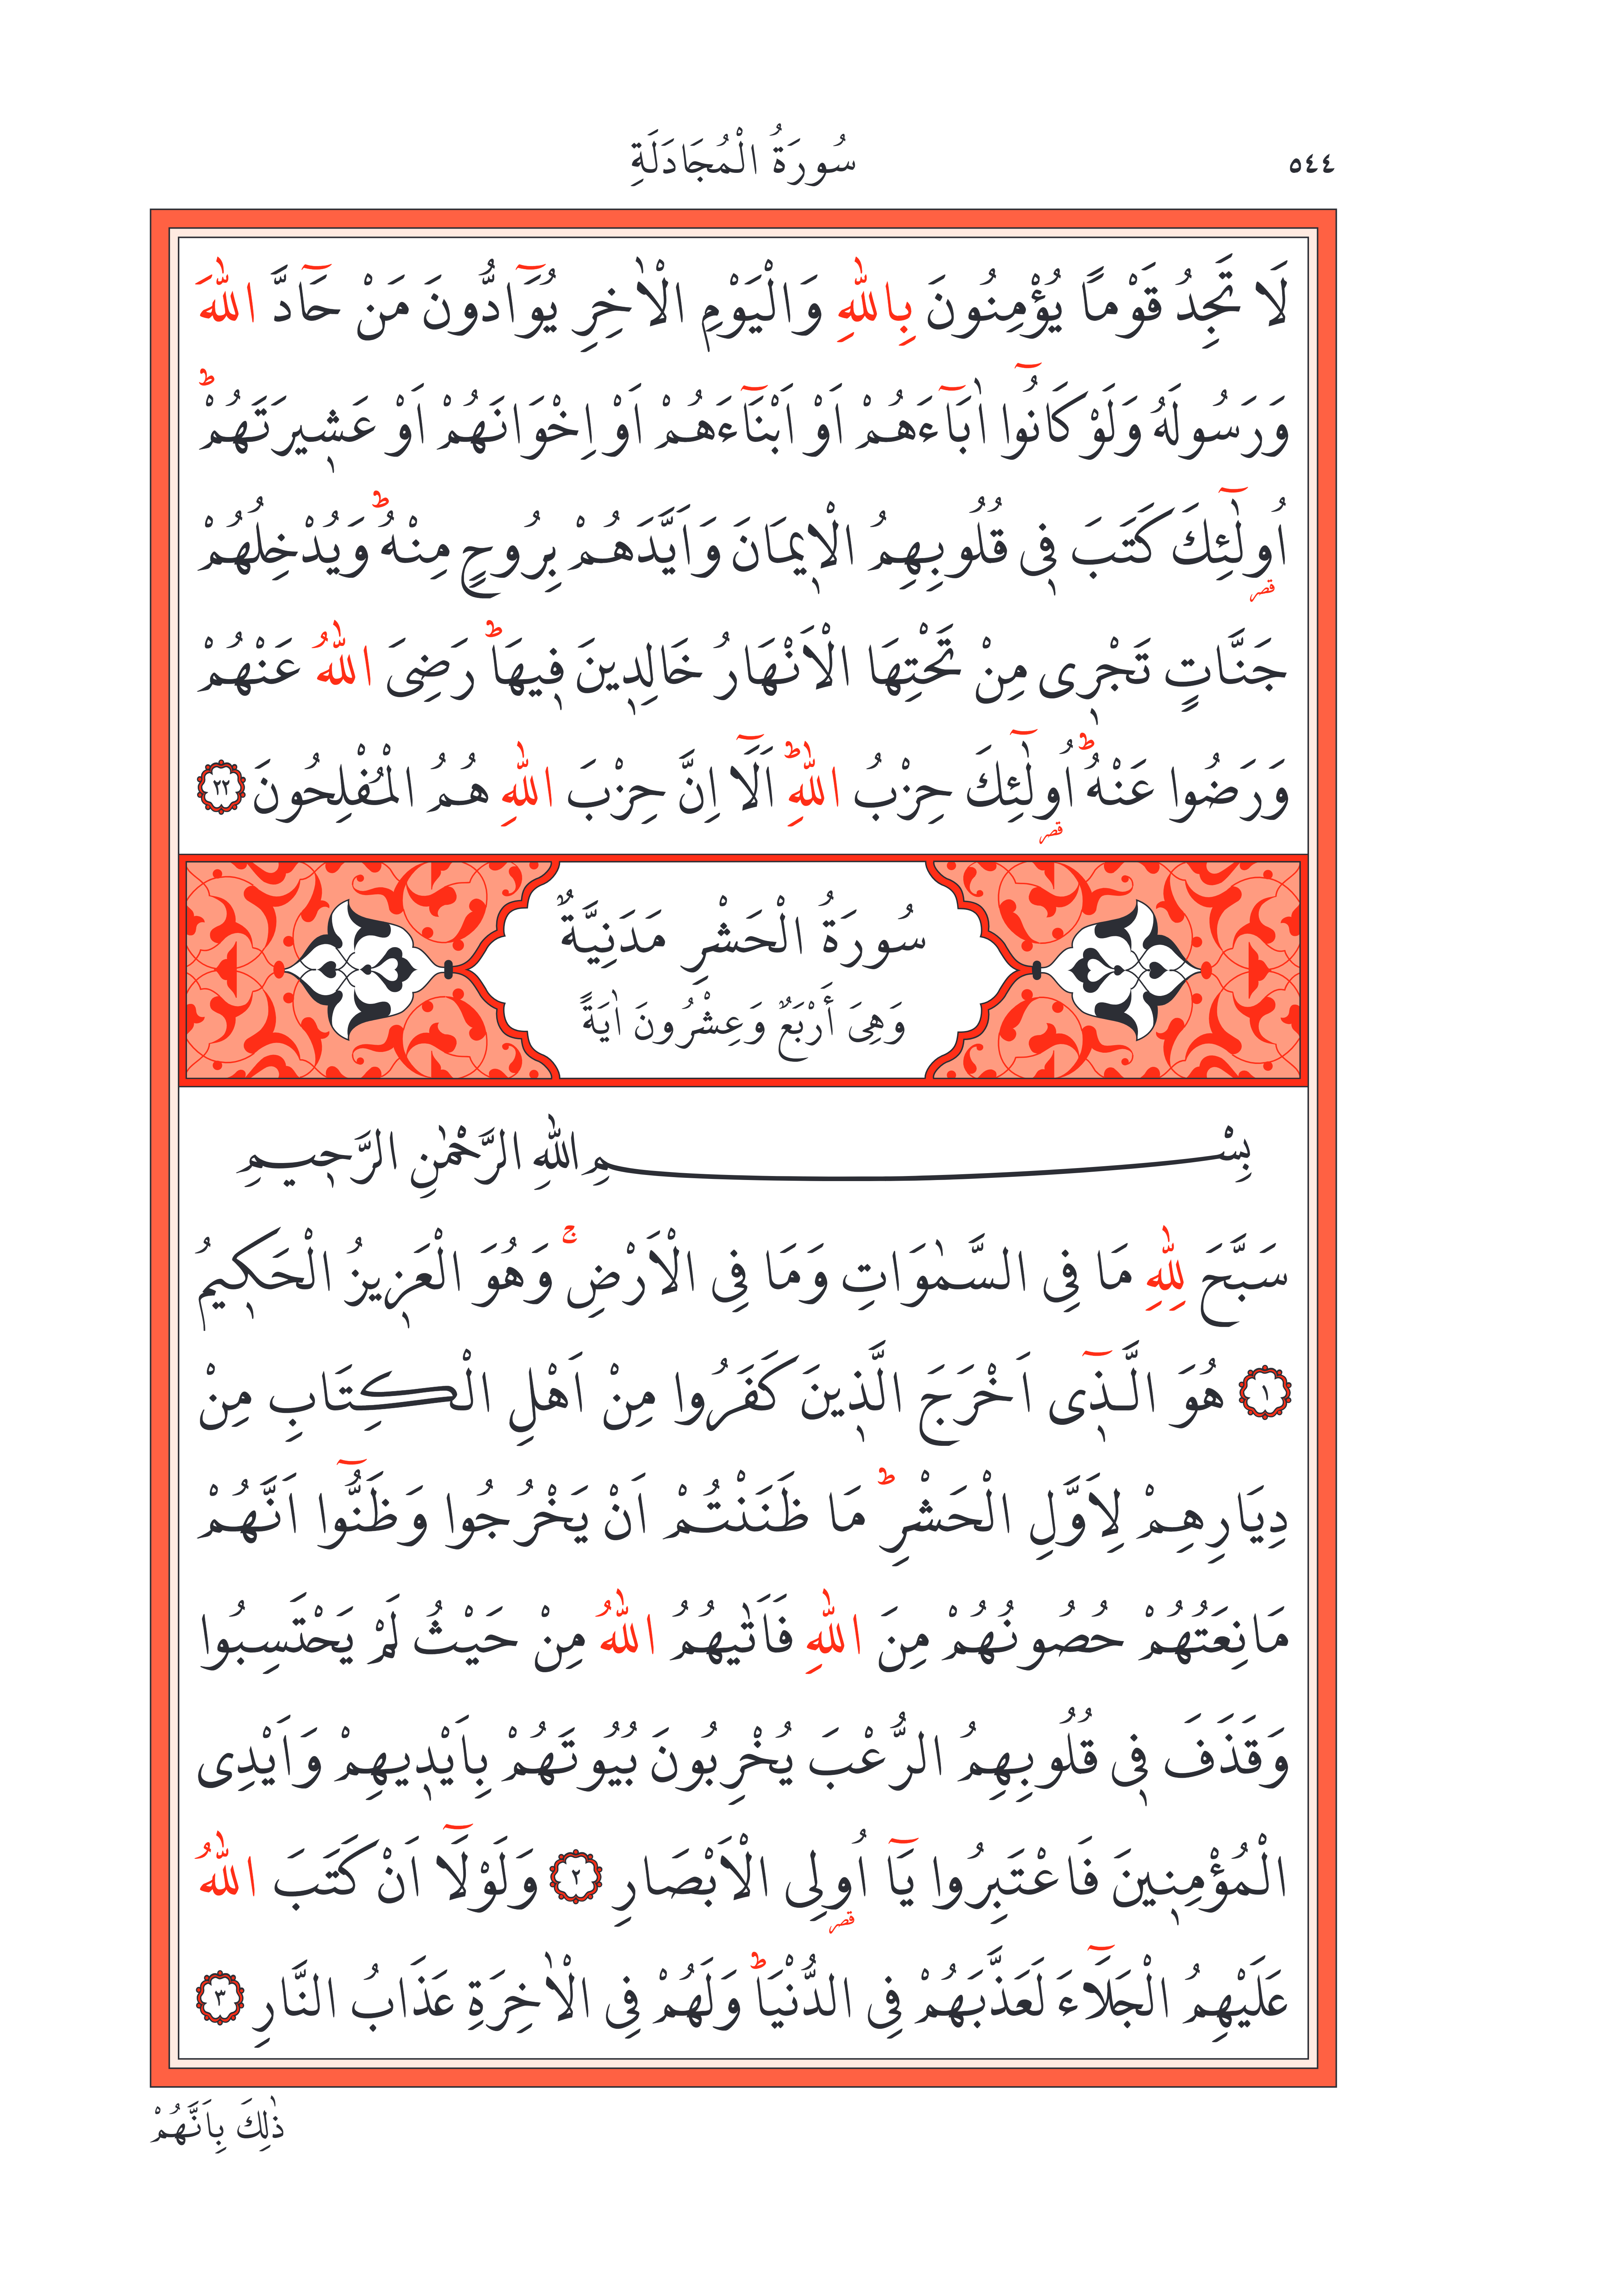 ٥٤٤
سُورَةُ الْمُجَادَلَةِ
لَا تَجِدُ قَوْمًا يُؤْمِنُونَ بِاللّٰهِ وَالْيَوْمِ الْاٰخِرِ يُوَٓادُّونَ مَنْ حَٓادَّ اللّٰهَ
وَرَسُولَهُ وَلَوْ كَانُٓوا اٰبَٓاءَهُمْ اَوْ اَبْنَٓاءَهُمْ اَوْ اِخْوَانَهُمْ اَوْ عَش۪يرَتَهُمْۜ
اُو۬لٰٓئِكَ كَتَبَ ف۪ي قُلُوبِهِمُ الْا۪يمَانَ وَاَيَّدَهُمْ بِرُوحٍ مِنْهُۜ وَيُدْخِلُهُمْ
جَنَّاتٍ تَجْر۪ي مِنْ تَحْتِهَا الْاَنْهَارُ خَالِد۪ينَ ف۪يهَاۜ رَضِيَ اللّٰهُ عَنْهُمْ
وَرَضُوا عَنْهُۜ اُو۬لٰٓئِكَ حِزْبُ اللّٰهِۜ اَلَٓا اِنَّ حِزْبَ اللّٰهِ هُمُ الْمُفْلِحُونَ ٢٢
سُورَةُ الْحَشْرِ مَدَنِيَّةٌ
وَهِيَ أَرْبَعٌ وَعِشْرُونَ اٰيَةً
بِسْمِ اللّٰهِ الرَّحْمٰنِ الرَّح۪يمِ
سَبَّحَ لِلّٰهِ مَا فِي السَّمٰوَاتِ وَمَا فِي الْاَرْضِۚ وَهُوَ الْعَز۪يزُ الْحَك۪يمُ
١ هُوَ الَّذ۪ٓي اَخْرَجَ الَّذ۪ينَ كَفَرُوا مِنْ اَهْلِ الْكِتَابِ مِنْ
دِيَارِهِمْ لِاَوَّلِ الْحَشْرِۜ مَا ظَنَنْتُمْ اَنْ يَخْرُجُوا وَظَنُّٓوا اَنَّهُمْ
مَانِعَتُهُمْ حُصُونُهُمْ مِنَ اللّٰهِ فَاَتٰيهُمُ اللّٰهُ مِنْ حَيْثُ لَمْ يَحْتَسِبُوا
وَقَذَفَ ف۪ي قُلُوبِهِمُ الرُّعْبَ يُخْرِبُونَ بُيُوتَهُمْ بِاَيْد۪يهِمْ وَاَيْدِي
الْمُؤْمِن۪ينَ فَاعْتَبِرُوا يَٓا اُو۬لِي الْاَبْصَارِ ٢ وَلَوْلَٓا اَنْ كَتَبَ اللّٰهُ
عَلَيْهِمُ الْجَلَٓاءَ لَعَذَّبَهُمْ فِي الدُّنْيَاۜ وَلَهُمْ فِي الْاٰخِرَةِ عَذَابُ النَّارِ ٣
ذٰلِكَ بِاَنَّهُمْ